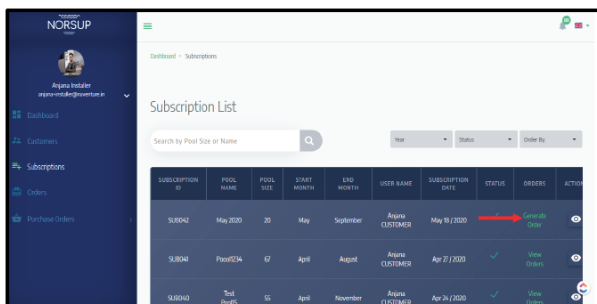 NORSUP
Anjana Installer
anjana-installer@nuventure.in
Dashboard
Customers
Subscriptions
Orders
Purchase Orders
Dashboard > Subscriptions
Subscription List
Search by Pool Size or Name
Year
Status
Order By
SUBSCRIPTION ID
POOL NAME
POOL SIZE
START MONTH
END MONTH
USER NAME
SUBSCRIPTION DATE
STATUS
ORDERS
ACTION
SUB042 May 2020 20 May September Anjana CUSTOMER May 18 / 2020 Generate Order
SUB041 Pool1234 67 April August Anjana CUSTOMER Apr 27 / 2020 View Orders
SUB040 Test 55 April November Anjana CUSTOMER Apr 24 / 2020 View Orders